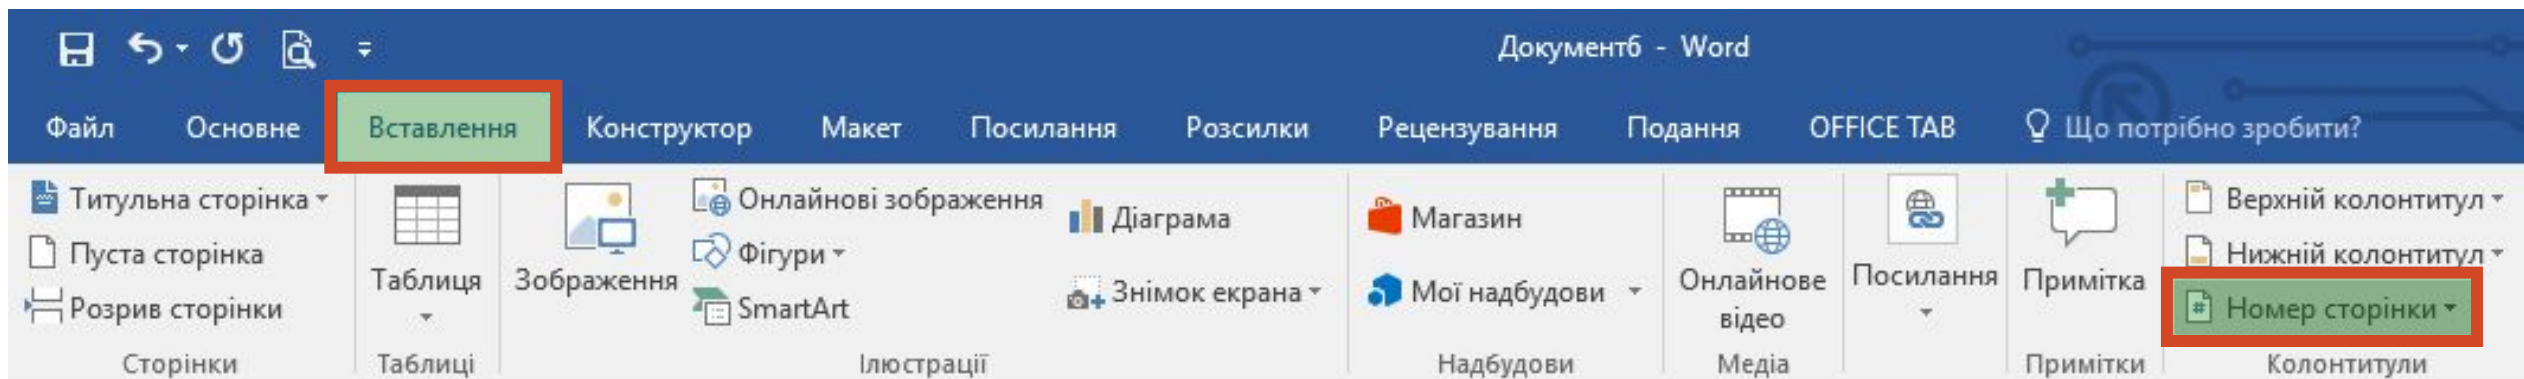 Документ6 - Word
Файл Основне Вставлення Конструктор Макет Посилання Розсилки Рецензування Подання OFFICE TAB Що потрібно зробити?
Титульна сторінка
Пуста сторінка
Розрив сторінки
Сторінки
Таблиця
Таблиці
Зображення
Онлайнові зображення
Фігури
SmartArt
Діаграма
Знімок екрана
Ілюстрації
Магазин
Мої надбудови
Надбудови
Онлайнове
відео
Медіа
Посилання
Примітка
Примітки
Верхній колонтитул
Нижній колонтитул
# Номер сторінки
Колонтитули